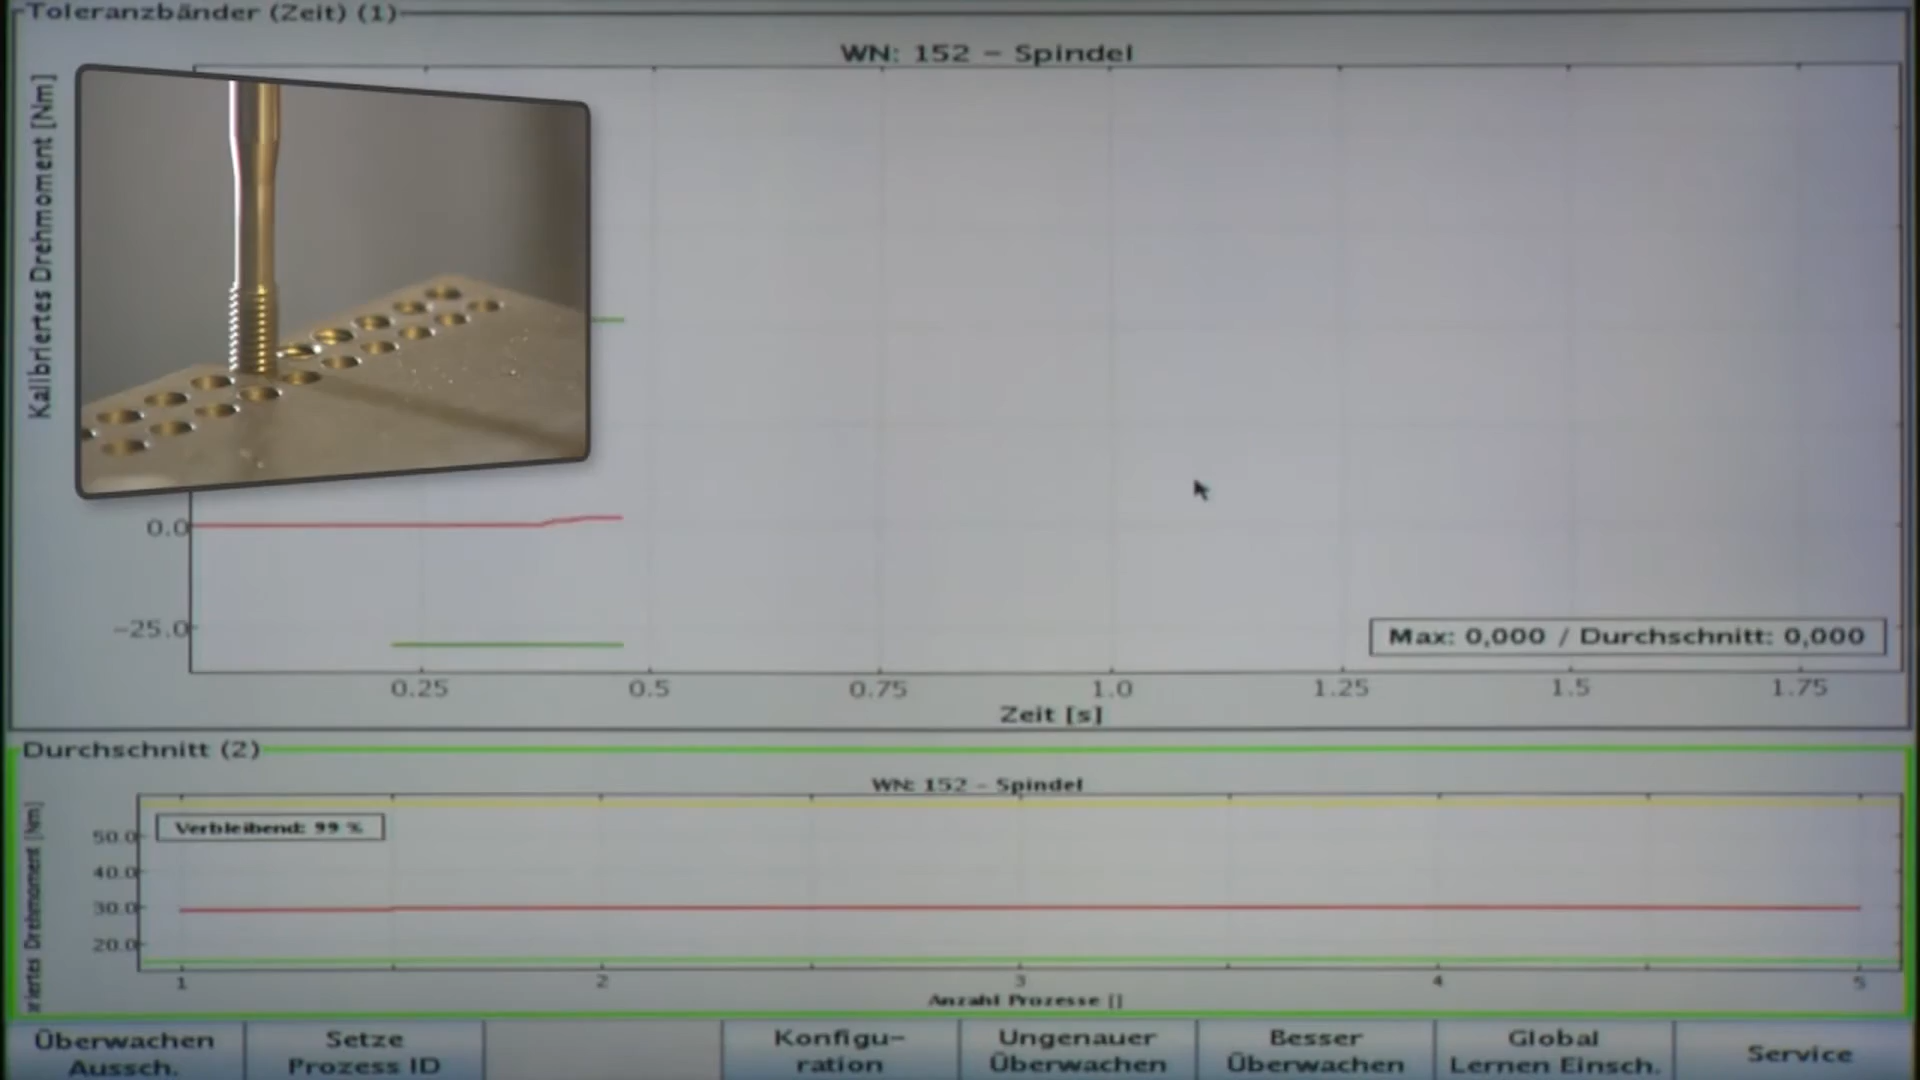 Toleranzbänder (Zeit) (1)
WN: 152 - Spindel
Kalibriertes Drehmoment [Nm]
0.0
-25.0
Max: 0,000 / Durchschnitt: 0,000
0.25 0.5 0.75 1.0 1.25 1.5 1.75
Zeit [s]
Durchschnitt (2)
WN: 152 - Spindel
Drehmoment [Nm]
Verbleibend: 99 %
50.0
40.0
30.0
20.0
1 2 3 4 5
Anzahl Prozesse []
Überwachen
Aussch.
Setze
Prozess ID
Konfigu-
ration
Ungenauer
Überwachen
Besser
Überwachen
Global
Lernen Einsch.
Service